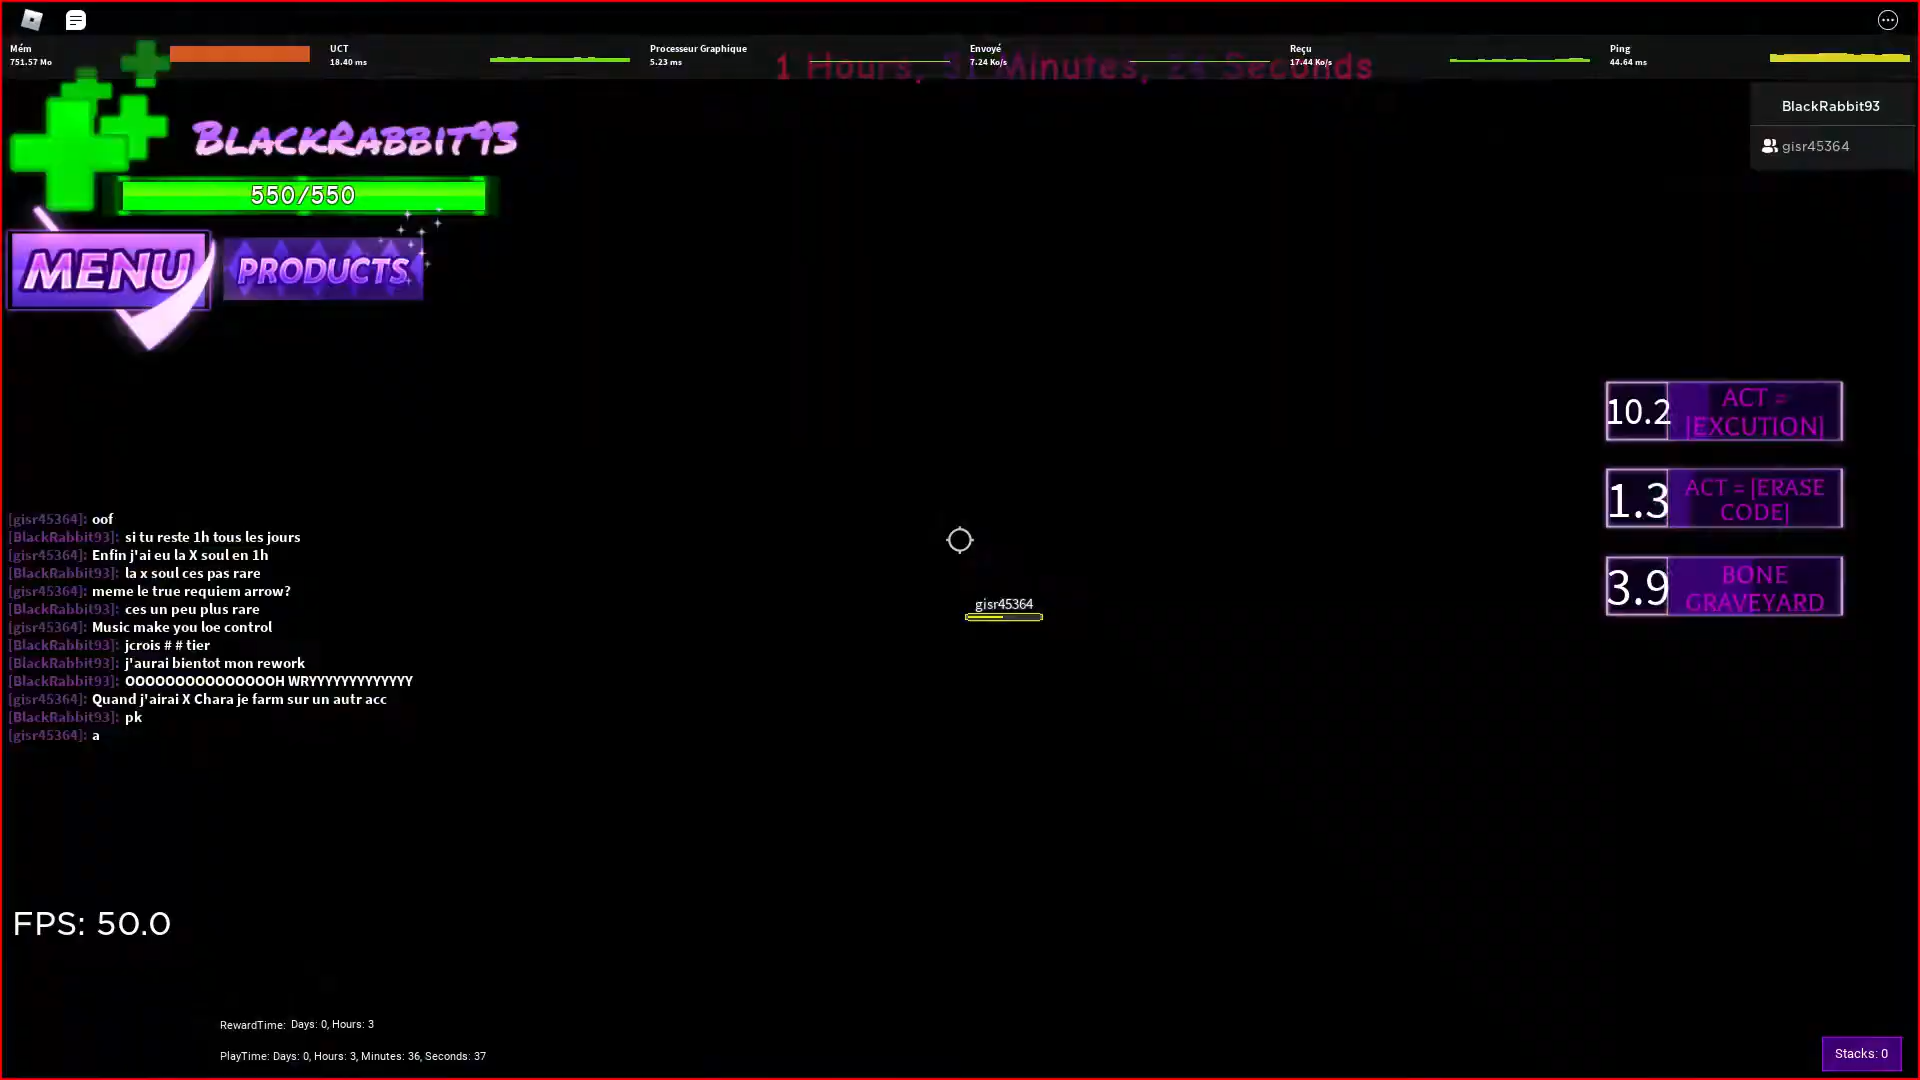 Mém
751.57 Mo
UCT
18.40 ms
Processeur Graphique
5.23 ms
Envoyé
7.24 Ko/s
Reçu
17.44 Ko/s
Ping
44.64 ms
1 Hours, 31 Minutes, 24 Seconds
BlackRabbit93
gisr45364
BLACKRABBIT93
550/550
MENU
PRODUCTS
10.2
ACT =
|EXCUTION|
1.3
ACT = |ERASE
CODE|
3.9
BONE
GRAVEYARD
gisr45364
[gisr45364]: oof
[BlackRabbit93]: si tu reste 1h tous les jours
[gisr45364]: Enfin j'ai eu la X soul en 1h
[BlackRabbit93]: la x soul ces pas rare
[gisr45364]: meme le true requiem arrow?
[BlackRabbit93]: ces un peu plus rare
[gisr45364]: Music make you loe control
[BlackRabbit93]: jcrois # # tier
[BlackRabbit93]: j'aurai bientot mon rework
[BlackRabbit93]: OOOOOOOOOOOOOOOH WRYYYYYYYYYYYYY
[gisr45364]: Quand j'airai X Chara je farm sur un autr acc
[BlackRabbit93]: pk
[gisr45364]: a
FPS: 50.0
RewardTime: Days: 0, Hours: 3
PlayTime: Days: 0, Hours: 3, Minutes: 36, Seconds: 37
Stacks: 0